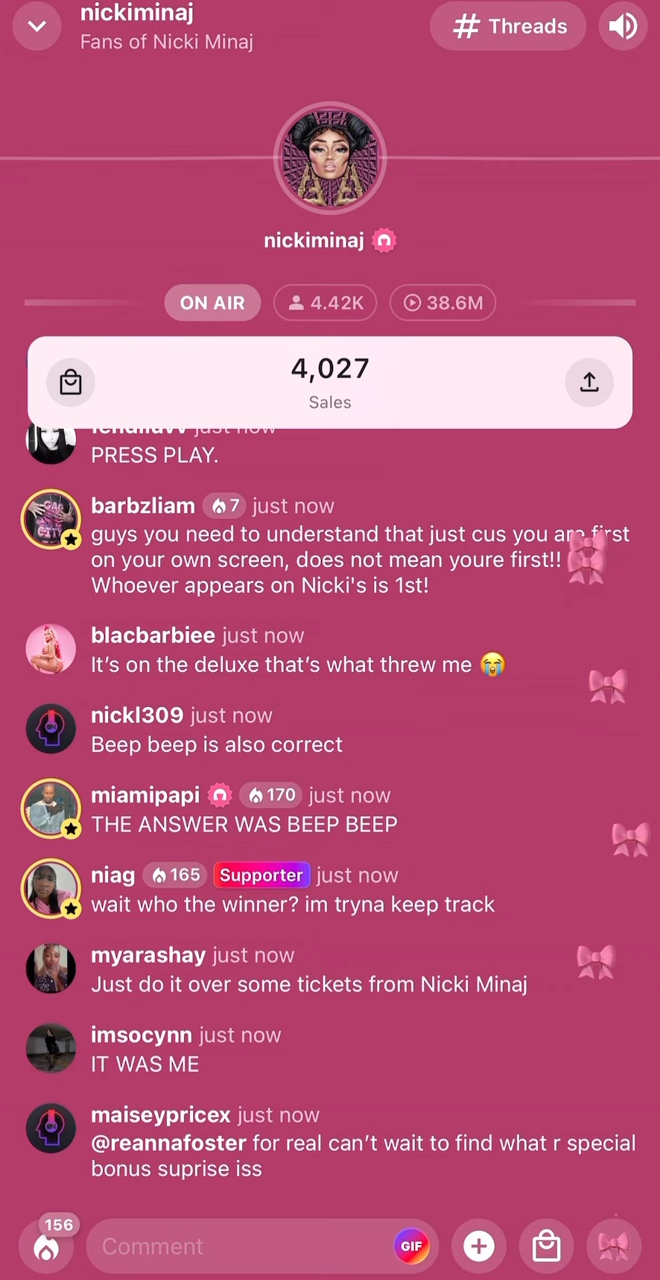 nickiminaj
Fans of Nicki Minaj
# Threads
nickiminaj
ON AIR
4.42K
38.6M
4,027
Sales
just now
PRESS PLAY.
barbzliam 7 just now
guys you need to understand that just cus you are first
on your own screen, does not mean youre first!!
Whoever appears on Nicki's is 1st!
blacbarbiee just now
It’s on the deluxe that’s what threw me 😭
nickl309 just now
Beep beep is also correct
miamipapi 170 just now
THE ANSWER WAS BEEP BEEP
niag 165 Supporter just now
wait who the winner? im tryna keep track
myarashay just now
Just do it over some tickets from Nicki Minaj
imsocynn just now
IT WAS ME
maiseypricex just now
@reannafoster for real can’t wait to find what r special
bonus suprise iss
156
Comment
GIF